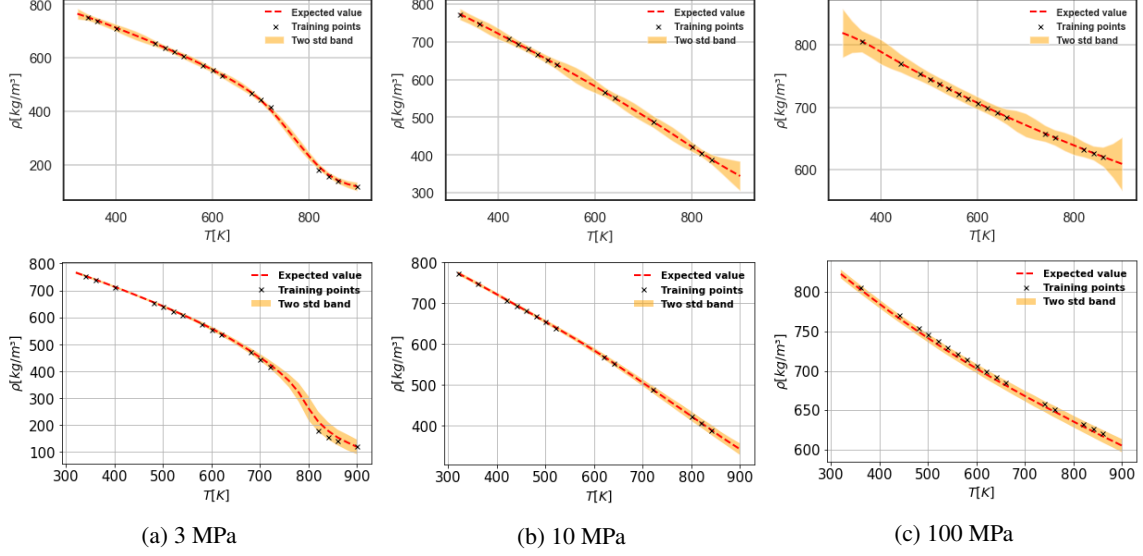 800
600
400
200
ρ[kg/m³]
400
600
800
T[K]
Expected value
Training points
Two std band
800
700
600
500
400
300
ρ[kg/m³]
400
600
800
T[K]
Expected value
Training points
Two std band
800
700
600
ρ[kg/m³]
400
600
800
T[K]
Expected value
Training points
Two std band
800
700
600
500
400
300
200
100
ρ[kg/m³]
300 400 500 600 700 800 900
T[K]
Expected value
Training points
Two std band
800
700
600
500
400
ρ[kg/m³]
300 400 500 600 700 800 900
T[K]
Expected value
Training points
Two std band
800
750
700
650
600
ρ[kg/m³]
300 400 500 600 700 800 900
T[K]
Expected value
Training points
Two std band
(a) 3 MPa
(b) 10 MPa
(c) 100 MPa